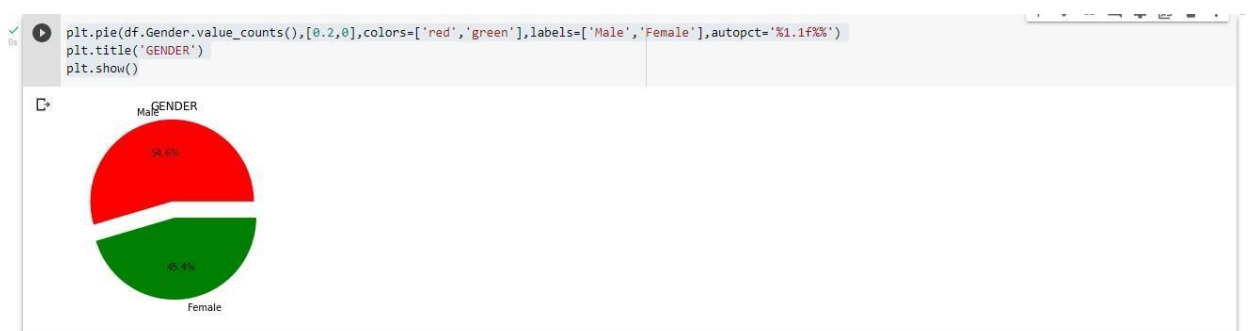 plt.pie(df.Gender.value_counts(),[0.2,0],colors=['red','green'],labels=['Male','Female'],autopct='%1.1f%%')
plt.title('GENDER')
plt.show()
0s
GENDER
Male
54.6%
45.4%
Female